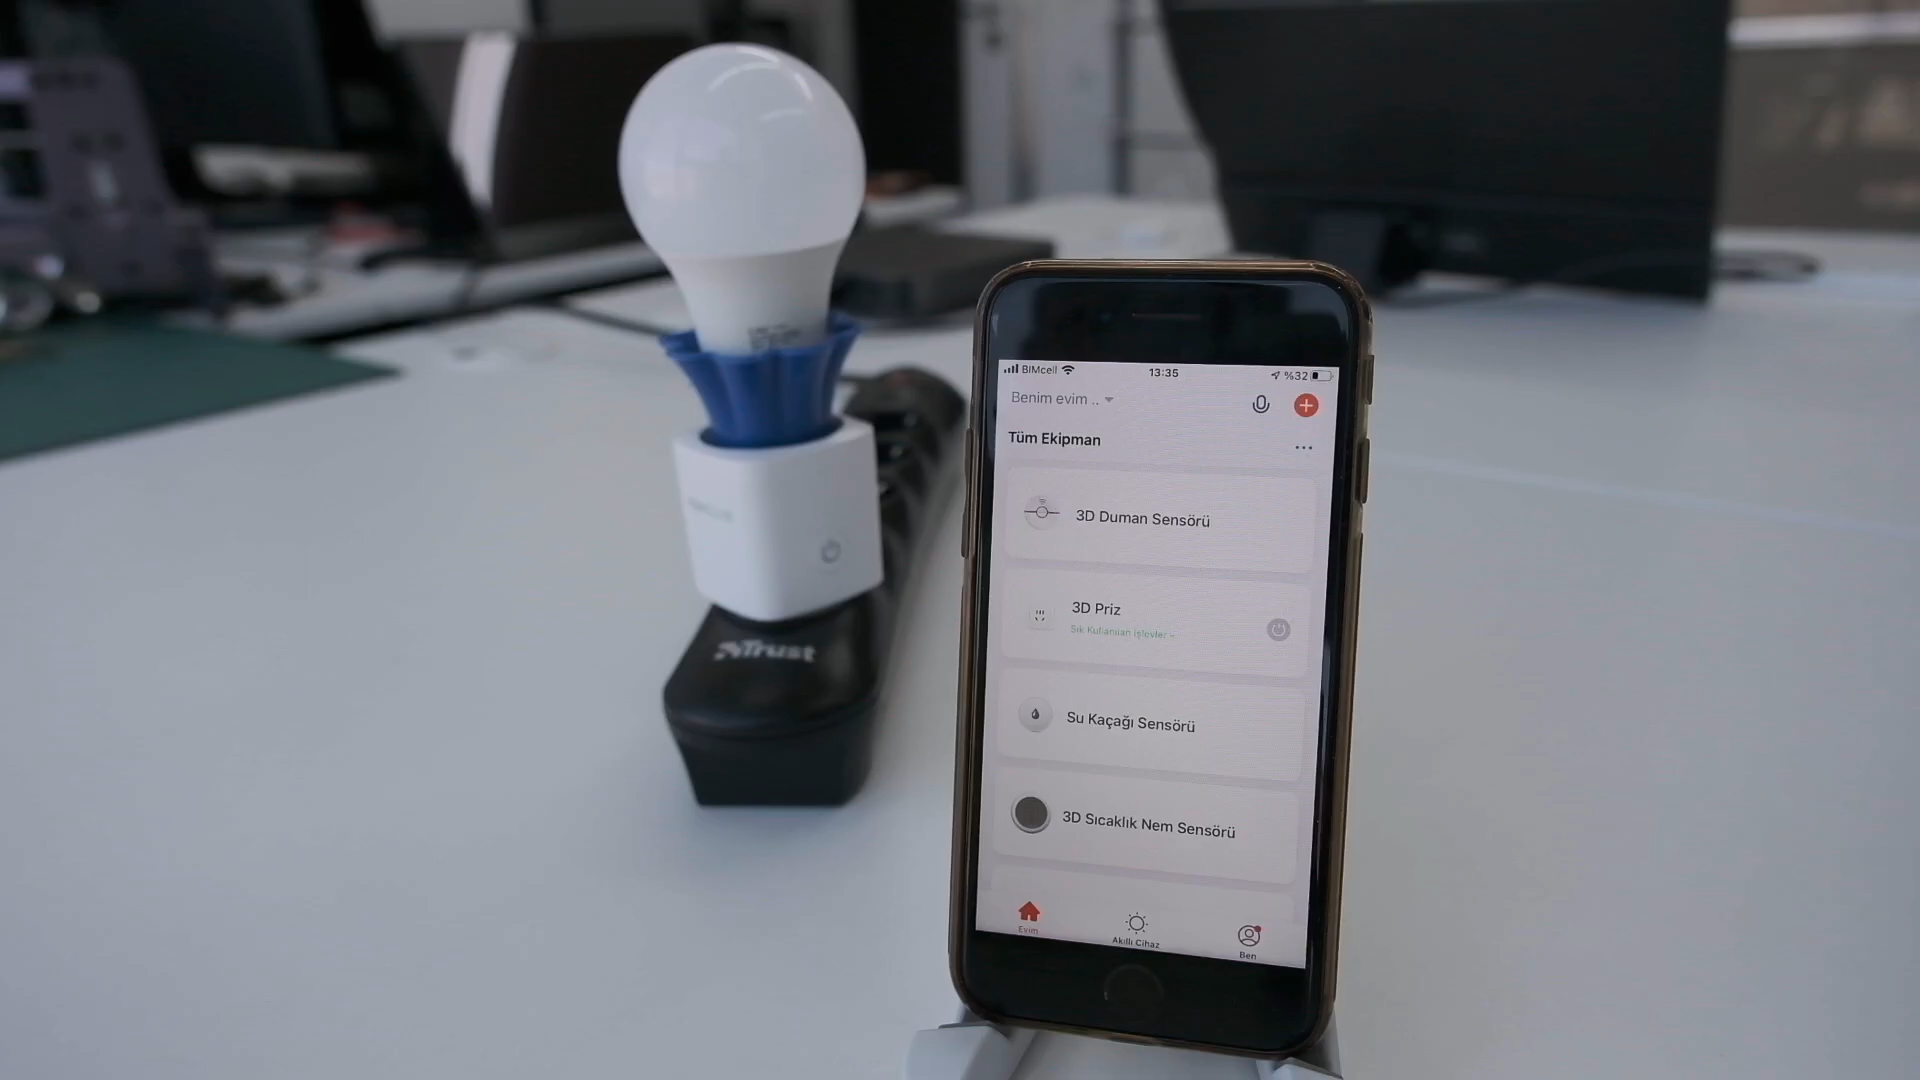 Trust
BIMcell 13:35 %32
Benim evim ..
Tüm Ekipman
3D Duman Sensörü
3D Priz
Sık Kullanılan İşlevler
Su Kaçağı Sensörü
3D Sıcaklık Nem Sensörü
Evim Akıllı Cihaz Ben